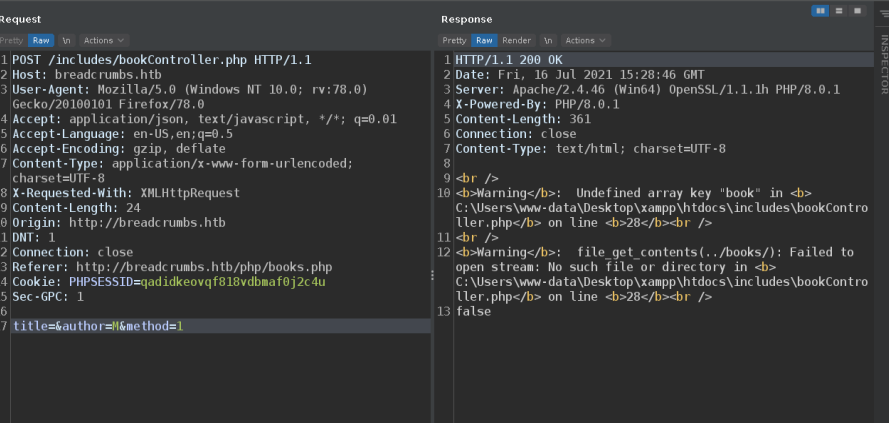 Request
Pretty Raw \n Actions
1 POST /includes/bookController.php HTTP/1.1
2 Host: breadcrumbs.htb
3 User-Agent: Mozilla/5.0 (Windows NT 10.0; rv:78.0)
Gecko/20100101 Firefox/78.0
4 Accept: application/json, text/javascript, */*; q=0.01
5 Accept-Language: en-US,en;q=0.5
6 Accept-Encoding: gzip, deflate
7 Content-Type: application/x-www-form-urlencoded;
charset=UTF-8
8 X-Requested-With: XMLHttpRequest
9 Content-Length: 24
0 Origin: http://breadcrumbs.htb
1 DNT: 1
2 Connection: close
3 Referer: http://breadcrumbs.htb/php/books.php
4 Cookie: PHPSESSID=qadidkeovqf818vdbmaf0j2c4u
5 Sec-GPC: 1
6
7 title=&author=M&method=1
Response
Pretty Raw Render \n Actions
1 HTTP/1.1 200 OK
2 Date: Fri, 16 Jul 2021 15:28:46 GMT
3 Server: Apache/2.4.46 (Win64) OpenSSL/1.1.1h PHP/8.0.1
4 X-Powered-By: PHP/8.0.1
5 Content-Length: 361
6 Connection: close
7 Content-Type: text/html; charset=UTF-8
8
9 <br />
10 <b>Warning</b>:  Undefined array key "book" in <b>
C:\Users\www-data\Desktop\xampp\htdocs\includes\bookContro
ller.php</b> on line <b>28</b><br />
11 <br />
12 <b>Warning</b>:  file_get_contents(../books/): Failed to
open stream: No such file or directory in <b>
C:\Users\www-data\Desktop\xampp\htdocs\includes\bookContro
ller.php</b> on line <b>28</b><br />
13 false
INSPECTOR